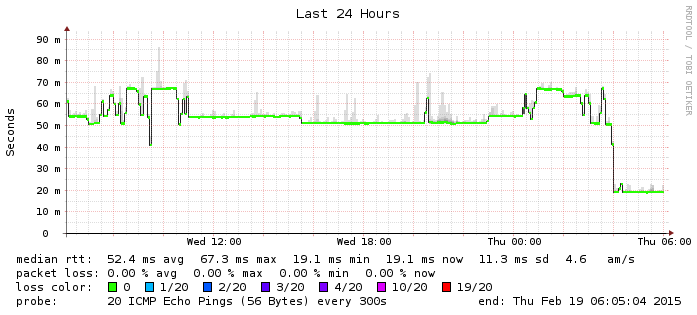 Last 24 Hours
RRDTOOL / TOBI OETIKER
Seconds
90 m
80 m
70 m
60 m
50 m
40 m
30 m
20 m
10 m
0
Wed 12:00 Wed 18:00 Thu 00:00 Thu 06:00
median rtt: 52.4 ms avg 67.3 ms max 19.1 ms min 19.1 ms now 11.3 ms sd 4.6 am/s
packet loss: 0.00 % avg 0.00 % max 0.00 % min 0.00 % now
loss color: 0 1/20 2/20 3/20 4/20 10/20 19/20
probe: 20 ICMP Echo Pings (56 Bytes) every 300s end: Thu Feb 19 06:05:04 2015